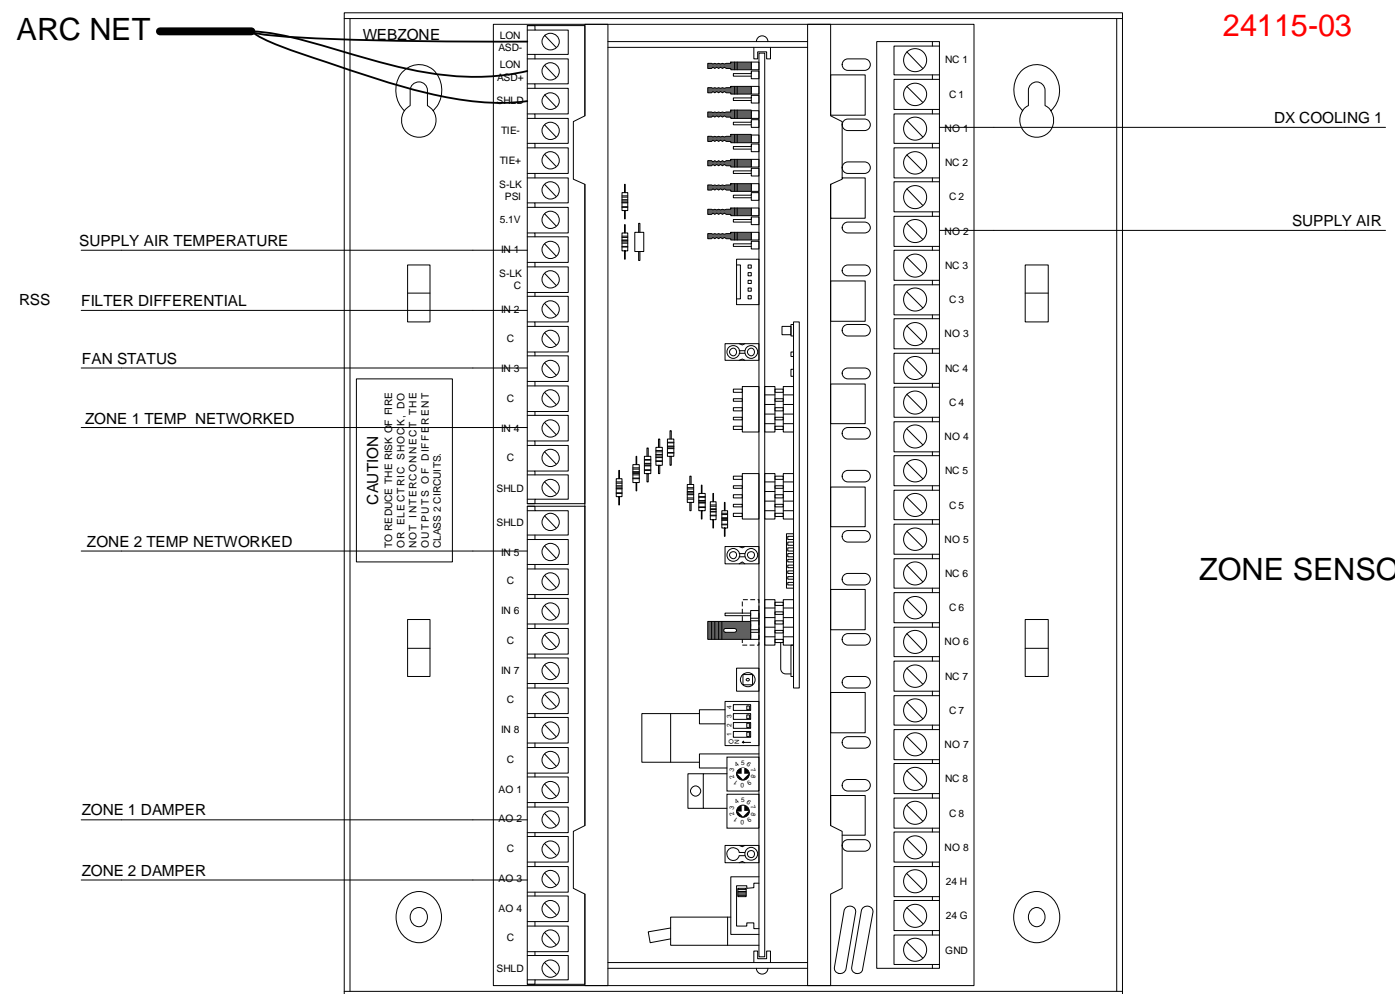 ARC NET
WEBZONE
24115-03
LON
ASD-
LON
ASD+
SHLD
TIE-
TIE+
S-LK
PSI
5.1V
IN 1
S-LK
C
IN 2
C
IN 3
C
IN 4
C
SHLD
SHLD
IN 5
C
IN 6
C
IN 7
C
IN 8
C
AO 1
AO 2
C
AO 3
AO 4
C
SHLD
SUPPLY AIR TEMPERATURE
RSS FILTER DIFFERENTIAL
FAN STATUS
ZONE 1 TEMP NETWORKED
ZONE 2 TEMP NETWORKED
ZONE 1 DAMPER
ZONE 2 DAMPER
CAUTION
TO REDUCE THE RISK OF FIRE
OR ELECTRIC SHOCK, DO
NOT INTERCONNECT THE
OUTPUTS OF DIFFERENT
CLASS 2 CIRCUITS.
1 2 3 4
ON
NC 1
C 1
NO 1
NC 2
C 2
NO 2
NC 3
C 3
NO 3
NC 4
C 4
NO 4
NC 5
C 5
NO 5
NC 6
C 6
NO 6
NC 7
C 7
NO 7
NC 8
C 8
NO 8
24 H
24 G
GND
DX COOLING 1
SUPPLY AIR
ZONE SENSO